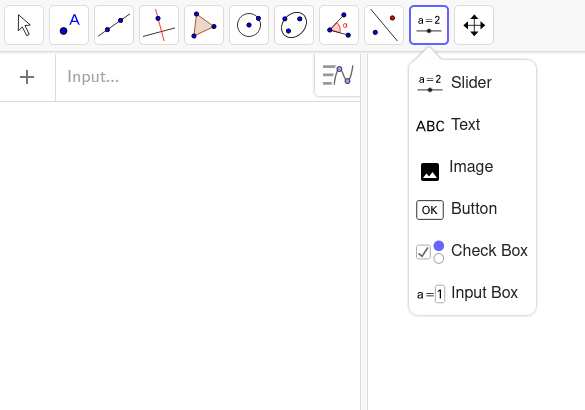 A
α
a=2
Input...
a=2 Slider
ABC Text
Image
OK Button
Check Box
a=1 Input Box